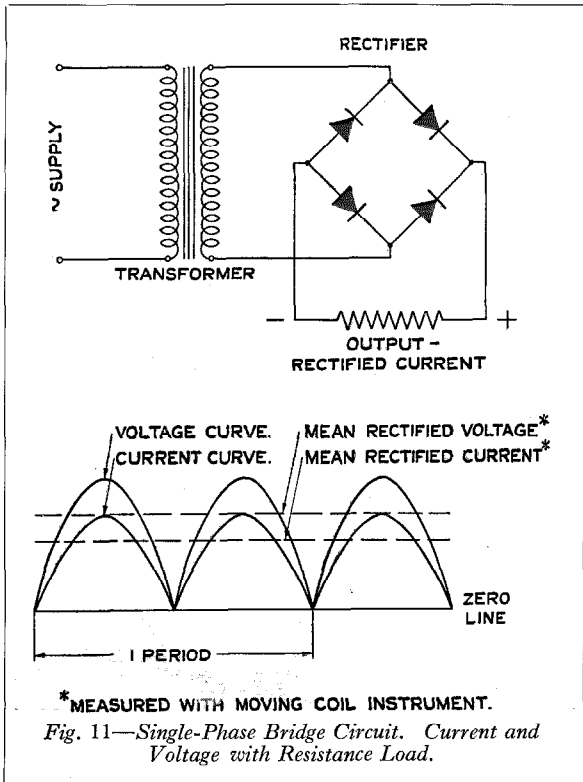 RECTIFIER
~ SUPPLY
TRANSFORMER
- +
OUTPUT -
RECTIFIED CURRENT
VOLTAGE CURVE. MEAN RECTIFIED VOLTAGE*
CURRENT CURVE. MEAN RECTIFIED CURRENT*
ZERO
LINE
1 PERIOD
*MEASURED WITH MOVING COIL INSTRUMENT.
Fig. 11—Single-Phase Bridge Circuit. Current and
Voltage with Resistance Load.